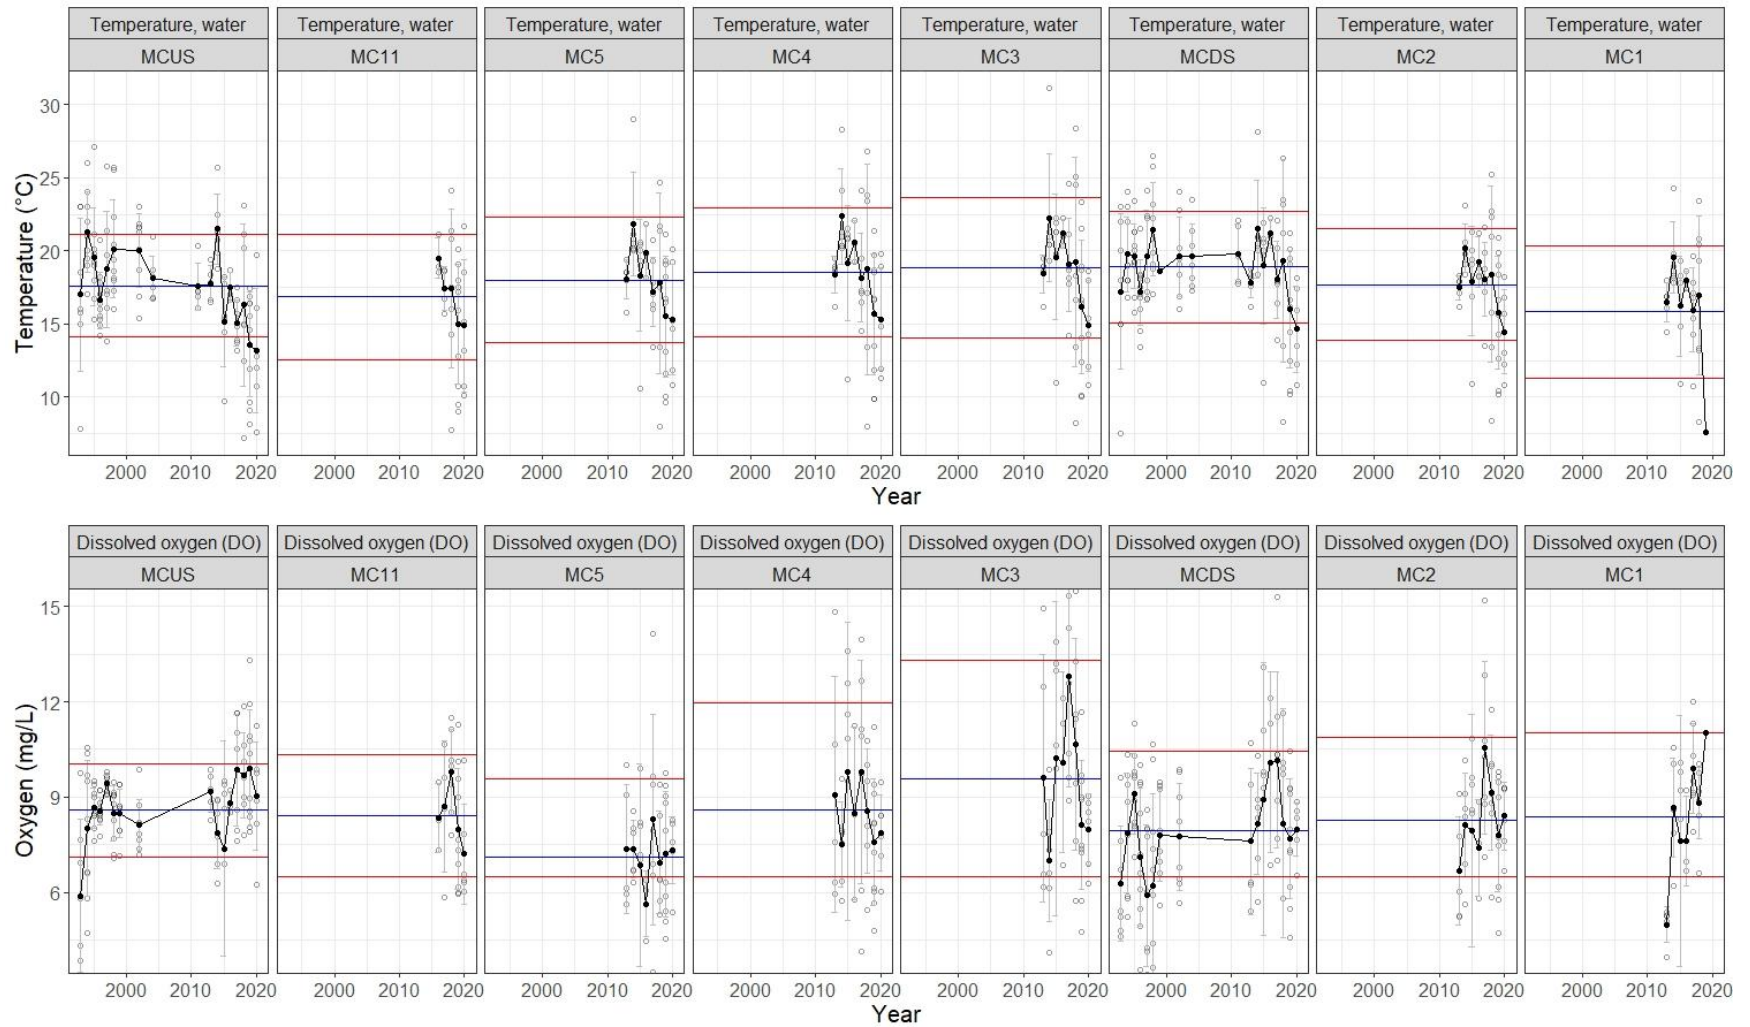 Temperature, water Temperature, water Temperature, water Temperature, water Temperature, water Temperature, water Temperature, water Temperature, water
MCUS MC11 MC5 MC4 MC3 MCDS MC2 MC1
Temperature (°C)
30
25
20
15
10
2000 2010 2020 2000 2010 2020 2000 2010 2020 2000 2010 2020 2000 2010 2020 2000 2010 2020 2000 2010 2020 2000 2010 2020
Year
Dissolved oxygen (DO) Dissolved oxygen (DO) Dissolved oxygen (DO) Dissolved oxygen (DO) Dissolved oxygen (DO) Dissolved oxygen (DO) Dissolved oxygen (DO) Dissolved oxygen (DO)
MCUS MC11 MC5 MC4 MC3 MCDS MC2 MC1
Oxygen (mg/L)
15
12
9
6
2000 2010 2020 2000 2010 2020 2000 2010 2020 2000 2010 2020 2000 2010 2020 2000 2010 2020 2000 2010 2020 2000 2010 2020
Year